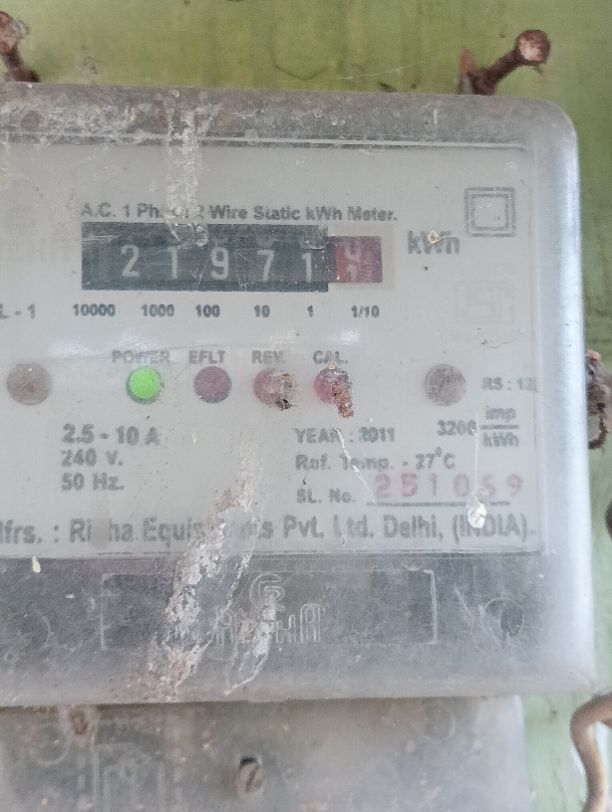 A.C. 1 Phase 2 Wire Static kWh Meter.
21971
kWh
10000 1000 100 10 1 1/10
POWER EFLT REV. CAL.
2.5 - 10 A
YEAR : 2011
3200 imp/kWh
240 V.
Ref. Temp. - 27°C
50 Hz.
SL. No. 251069
Pvt. Ltd. Delhi, (INDIA).